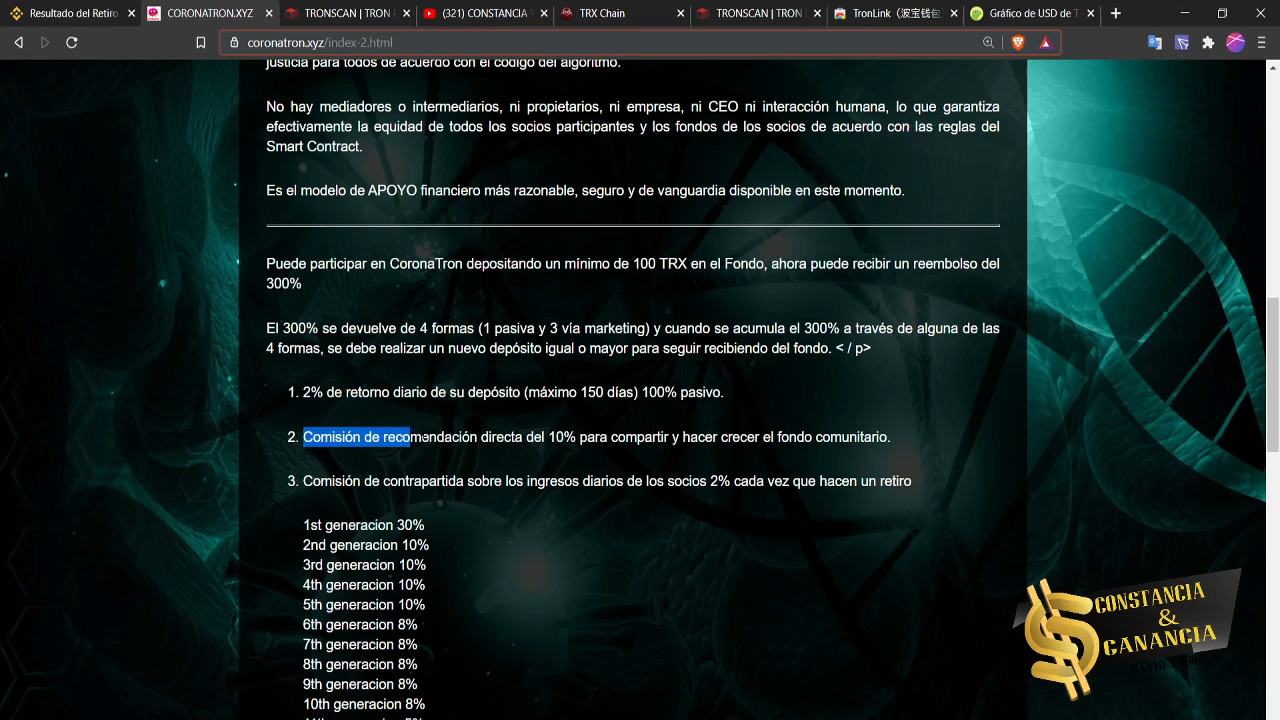 Resultado del Retiro
CORONATRON.XYZ
TRONSCAN | TRON
(321) CONSTANCIA
TRX Chain
TRONSCAN | TRON
TronLink（波宝钱包
Gráfico de USD de T
coronatron.xyz/index-2.html
justicia para todos de acuerdo con el codigo del algoritmo.
No hay mediadores o intermediarios, ni propietarios, ni empresa, ni CEO ni interacción humana, lo que garantiza
efectivamente la equidad de todos los socios participantes y los fondos de los socios de acuerdo con las reglas del
Smart Contract.
Es el modelo de APOYO financiero más razonable, seguro y de vanguardia disponible en este momento.
Puede participar en CoronaTron depositando un mínimo de 100 TRX en el Fondo, ahora puede recibir un reembolso del
300%
El 300% se devuelve de 4 formas (1 pasiva y 3 vía marketing) y cuando se acumula el 300% a través de alguna de las
4 formas, se debe realizar un nuevo depósito igual o mayor para seguir recibiendo del fondo. < / p>
1. 2% de retorno diario de su depósito (máximo 150 días) 100% pasivo.
2. Comisión de recomendación directa del 10% para compartir y hacer crecer el fondo comunitario.
3. Comisión de contrapartida sobre los ingresos diarios de los socios 2% cada vez que hacen un retiro
1st generacion 30%
2nd generacion 10%
3rd generacion 10%
4th generacion 10%
5th generacion 10%
6th generacion 8%
7th generacion 8%
8th generacion 8%
9th generacion 8%
10th generacion 8%
CONSTANCIA
&
GANANCIA